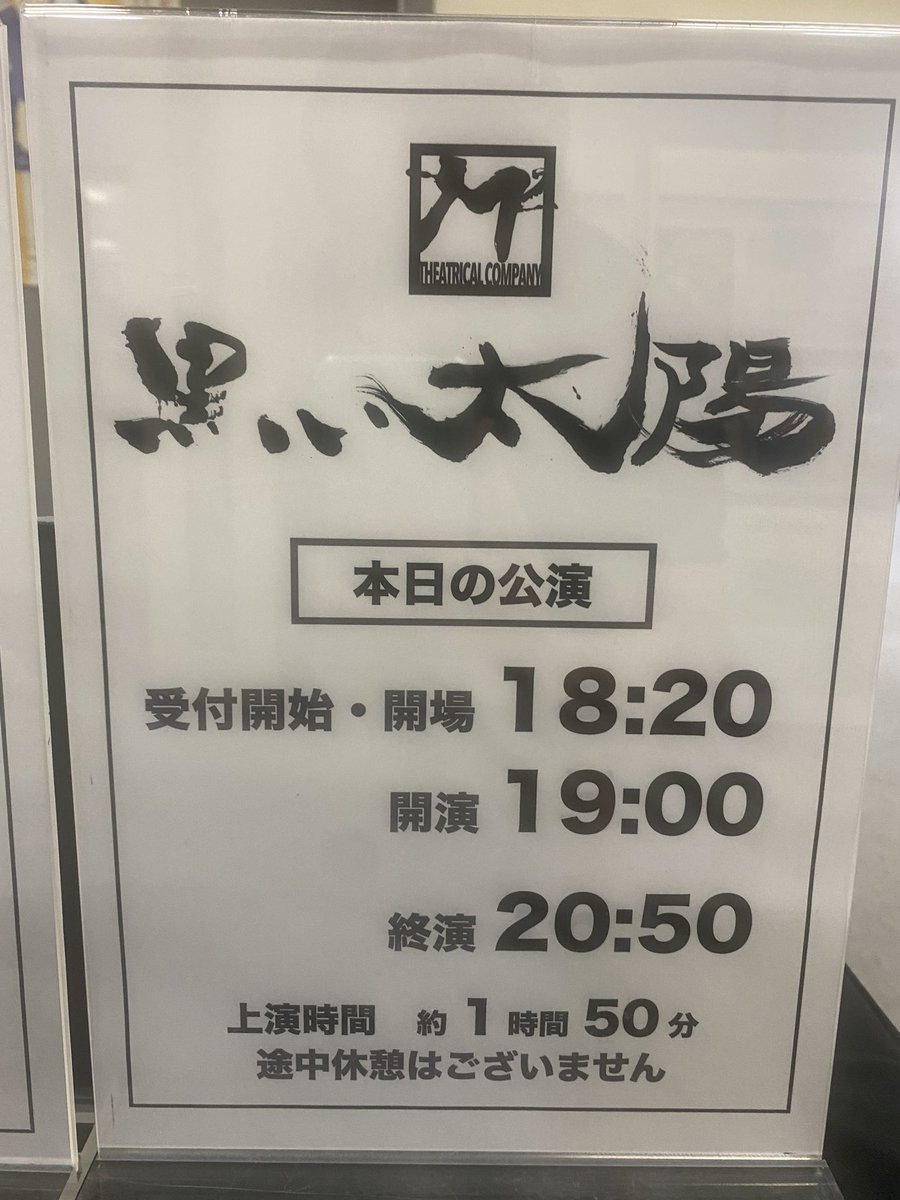 THEATRICAL COMPANY
黒い太陽
本日の公演
受付開始・開場 18:20
開演 19:00
終演 20:50
上演時間 約 1 時間 50 分
途中休憩はございません